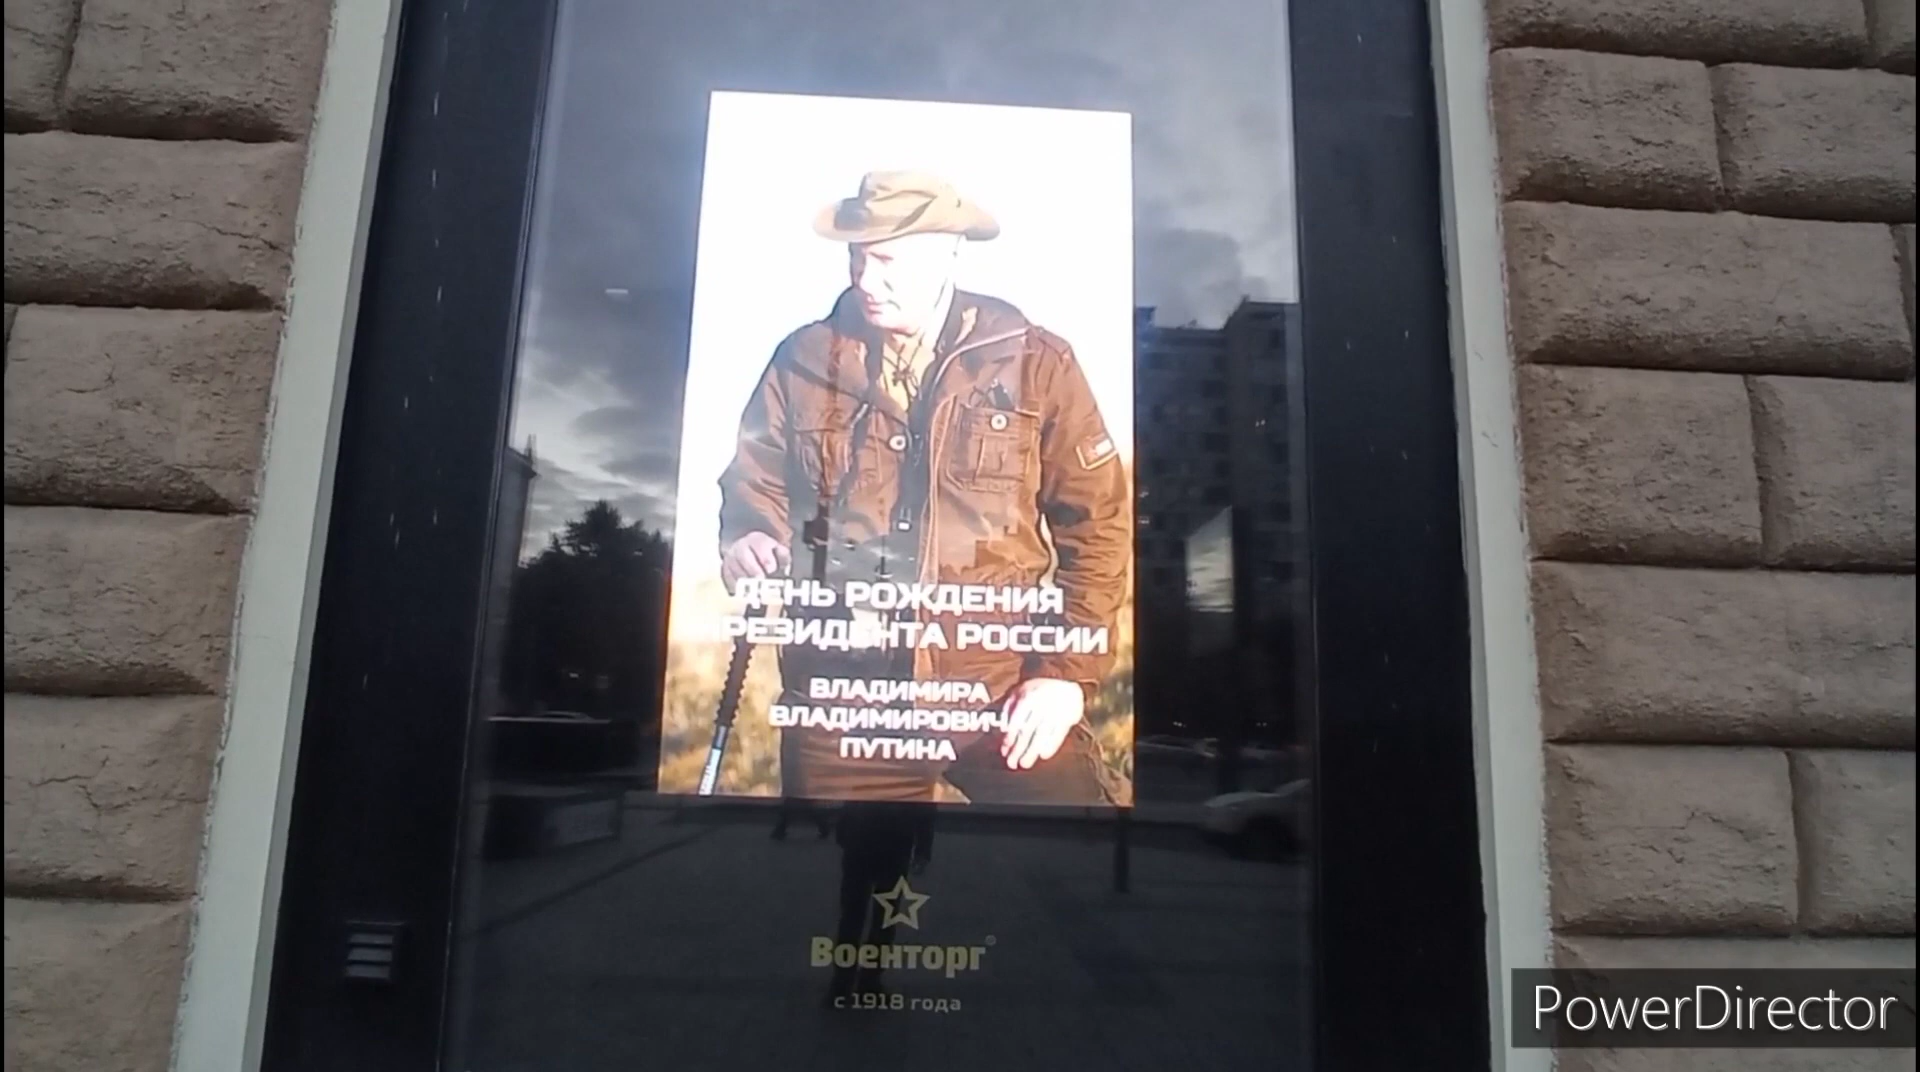 ДЕНЬ РОЖДЕНИЯ
ПРЕЗИДЕНТА РОССИИ
ВЛАДИМИРА
ВЛАДИМИРОВИЧА
ПУТИНА
Военторг®
с 1918 года
PowerDirector